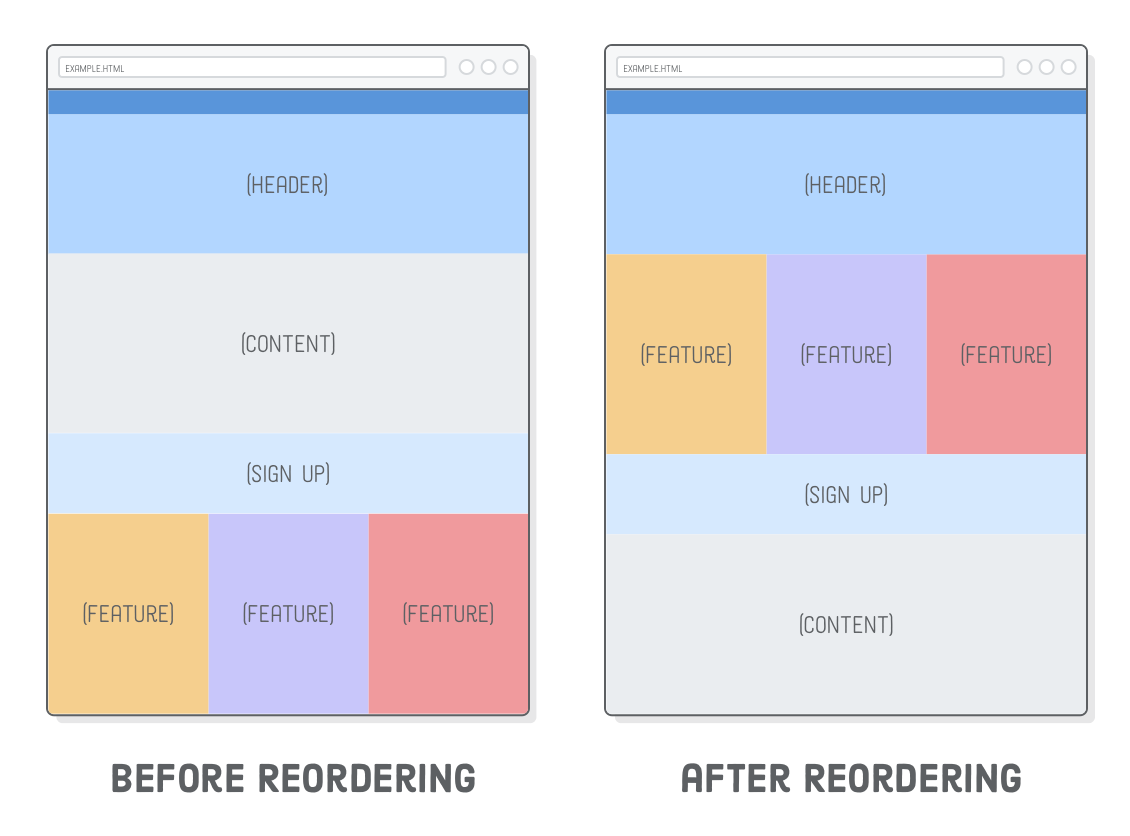 EXAMPLE.HTML
(HEADER)
(CONTENT)
(SIGN UP)
(FEATURE) (FEATURE) (FEATURE)
BEFORE REORDERING
EXAMPLE.HTML
(HEADER)
(FEATURE) (FEATURE) (FEATURE)
(SIGN UP)
(CONTENT)
AFTER REORDERING